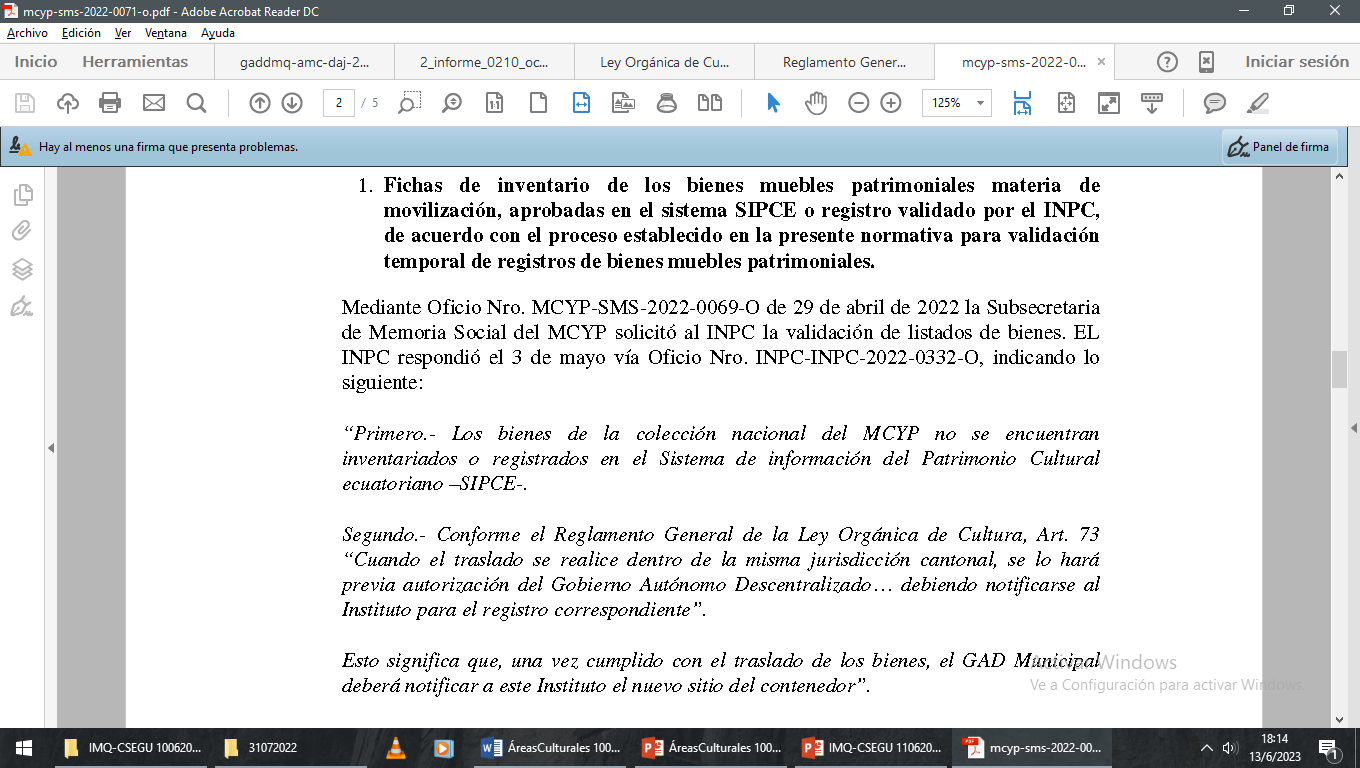 mcyp-sms-2022-0071-o.pdf - Adobe Acrobat Reader DC
Archivo Edición Ver Ventana Ayuda
Inicio Herramientas gaddmq-amc-daj-2... 2_informe_0210_oc... Ley Orgánica de Cu... Reglamento Gener... mcyp-sms-2022-0... × Iniciar sesión
2 / 5 125%
Hay al menos una firma que presenta problemas. Panel de firma
1. Fichas de inventario de los bienes muebles patrimoniales materia de
movilización, aprobadas en el sistema SIPCE o registro validado por el INPC,
de acuerdo con el proceso establecido en la presente normativa para validación
temporal de registros de bienes muebles patrimoniales.
Mediante Oficio Nro. MCYP-SMS-2022-0069-O de 29 de abril de 2022 la Subsecretaria
de Memoria Social del MCYP solicitó al INPC la validación de listados de bienes. EL
INPC respondió el 3 de mayo vía Oficio Nro. INPC-INPC-2022-0332-O, indicando lo
siguiente:
“Primero.- Los bienes de la colección nacional del MCYP no se encuentran
inventariados o registrados en el Sistema de información del Patrimonio Cultural
ecuatoriano –SIPCE-.
Segundo.- Conforme el Reglamento General de la Ley Orgánica de Cultura, Art. 73
“Cuando el traslado se realice dentro de la misma jurisdicción cantonal, se lo hará
previa autorización del Gobierno Autónomo Descentralizado… debiendo notificarse al
Instituto para el registro correspondiente”.
Esto significa que, una vez cumplido con el traslado de los bienes, el GAD Municipal
deberá notificar a este Instituto el nuevo sitio del contenedor”.
Activar Windows
Ve a Configuración para activar Windows.
IMQ-CSEGU 100620... 31072022 ÁreasCulturales 100... ÁreasCulturales 100... IMQ-CSEGU 110620... mcyp-sms-2022-00... 18:14
13/6/2023 1